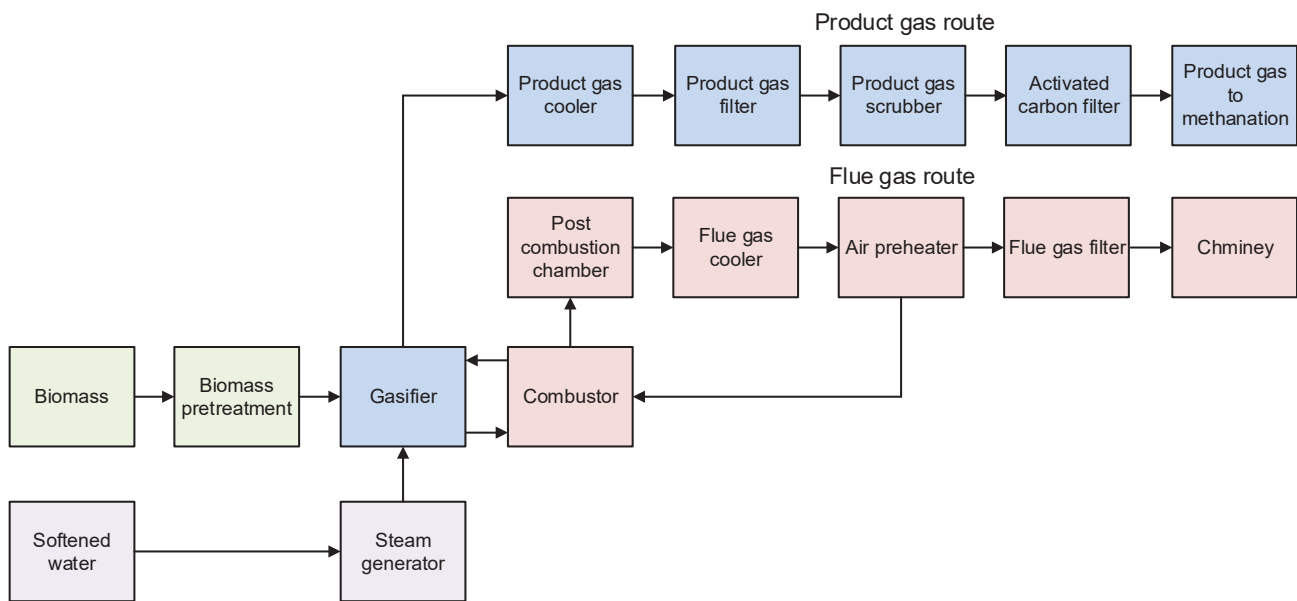 Product gas route
Product gas
cooler
Product gas
filter
Product gas
scrubber
Activated
carbon filter
Product gas
to
methanation
Flue gas route
Post
combustion
chamber
Flue gas
cooler
Air preheater
Flue gas filter
Chminey
Biomass
Biomass
pretreatment
Gasifier
Combustor
Softened
water
Steam
generator